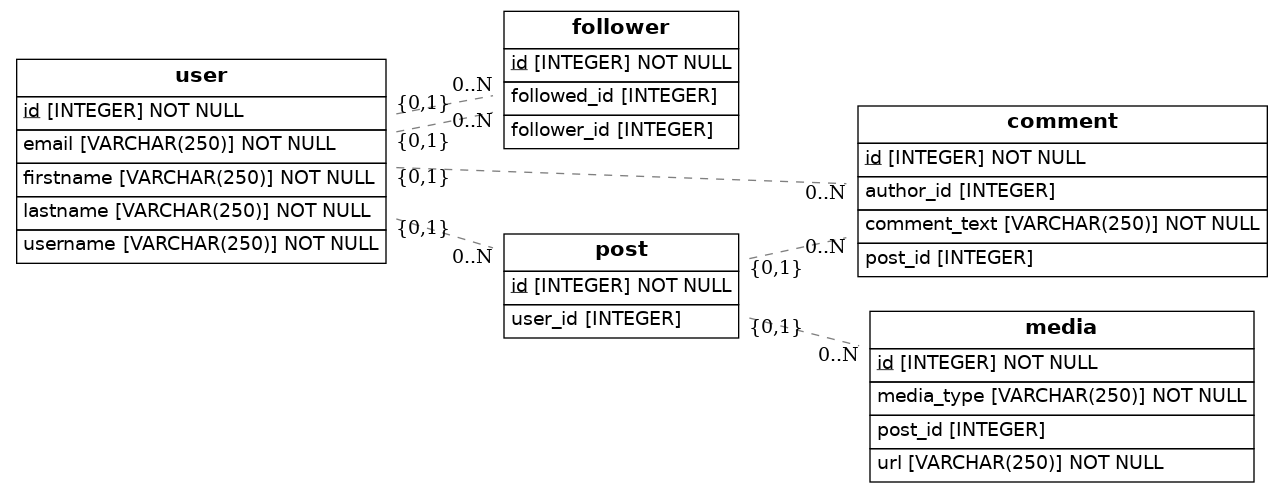 user
id [INTEGER] NOT NULL
email [VARCHAR(250)] NOT NULL
firstname [VARCHAR(250)] NOT NULL
lastname [VARCHAR(250)] NOT NULL
username [VARCHAR(250)] NOT NULL
{0,1}
{0,1}
{0,1}
{0,1}
0..N
0..N
0..N
follower
id [INTEGER] NOT NULL
followed_id [INTEGER]
follower_id [INTEGER]
post
id [INTEGER] NOT NULL
user_id [INTEGER]
{0,1}
{0,1}
0..N
0..N
0..N
comment
id [INTEGER] NOT NULL
author_id [INTEGER]
comment_text [VARCHAR(250)] NOT NULL
post_id [INTEGER]
media
id [INTEGER] NOT NULL
media_type [VARCHAR(250)] NOT NULL
post_id [INTEGER]
url [VARCHAR(250)] NOT NULL